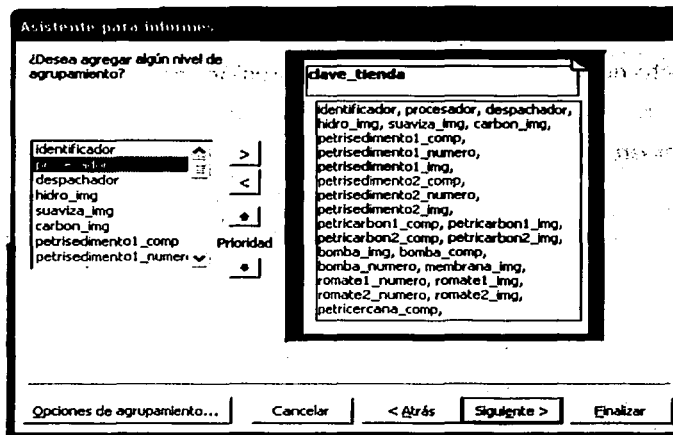 Asistente para informes
¿Desea agregar algún nivel de
agrupamiento?
identificador
procesador
despachador
hidro_img
suaviza_img
carbon_img
petrisedimento1_comp
petrisedimento1_numer
>
<
Prioridad
clave_tienda
identificador, procesador, despachador,
hidro_img, suaviza_img, carbon_img,
petrisedimento1_comp,
petrisedimento1_numero,
petrisedimento1_img,
petrisedimento2_comp,
petrisedimento2_numero,
petrisedimento2_img,
petricarbon1_comp, petricarbon1_img,
petricarbon2_comp, petricarbon2_img,
bomba_img, bomba_comp,
bomba_numero, membrana_img,
romate1_numero, romate1_img,
romate2_numero, romate2_img,
petricercana_comp,
Opciones de agrupamiento...
Cancelar
< Atrás
Siguiente >
Finalizar